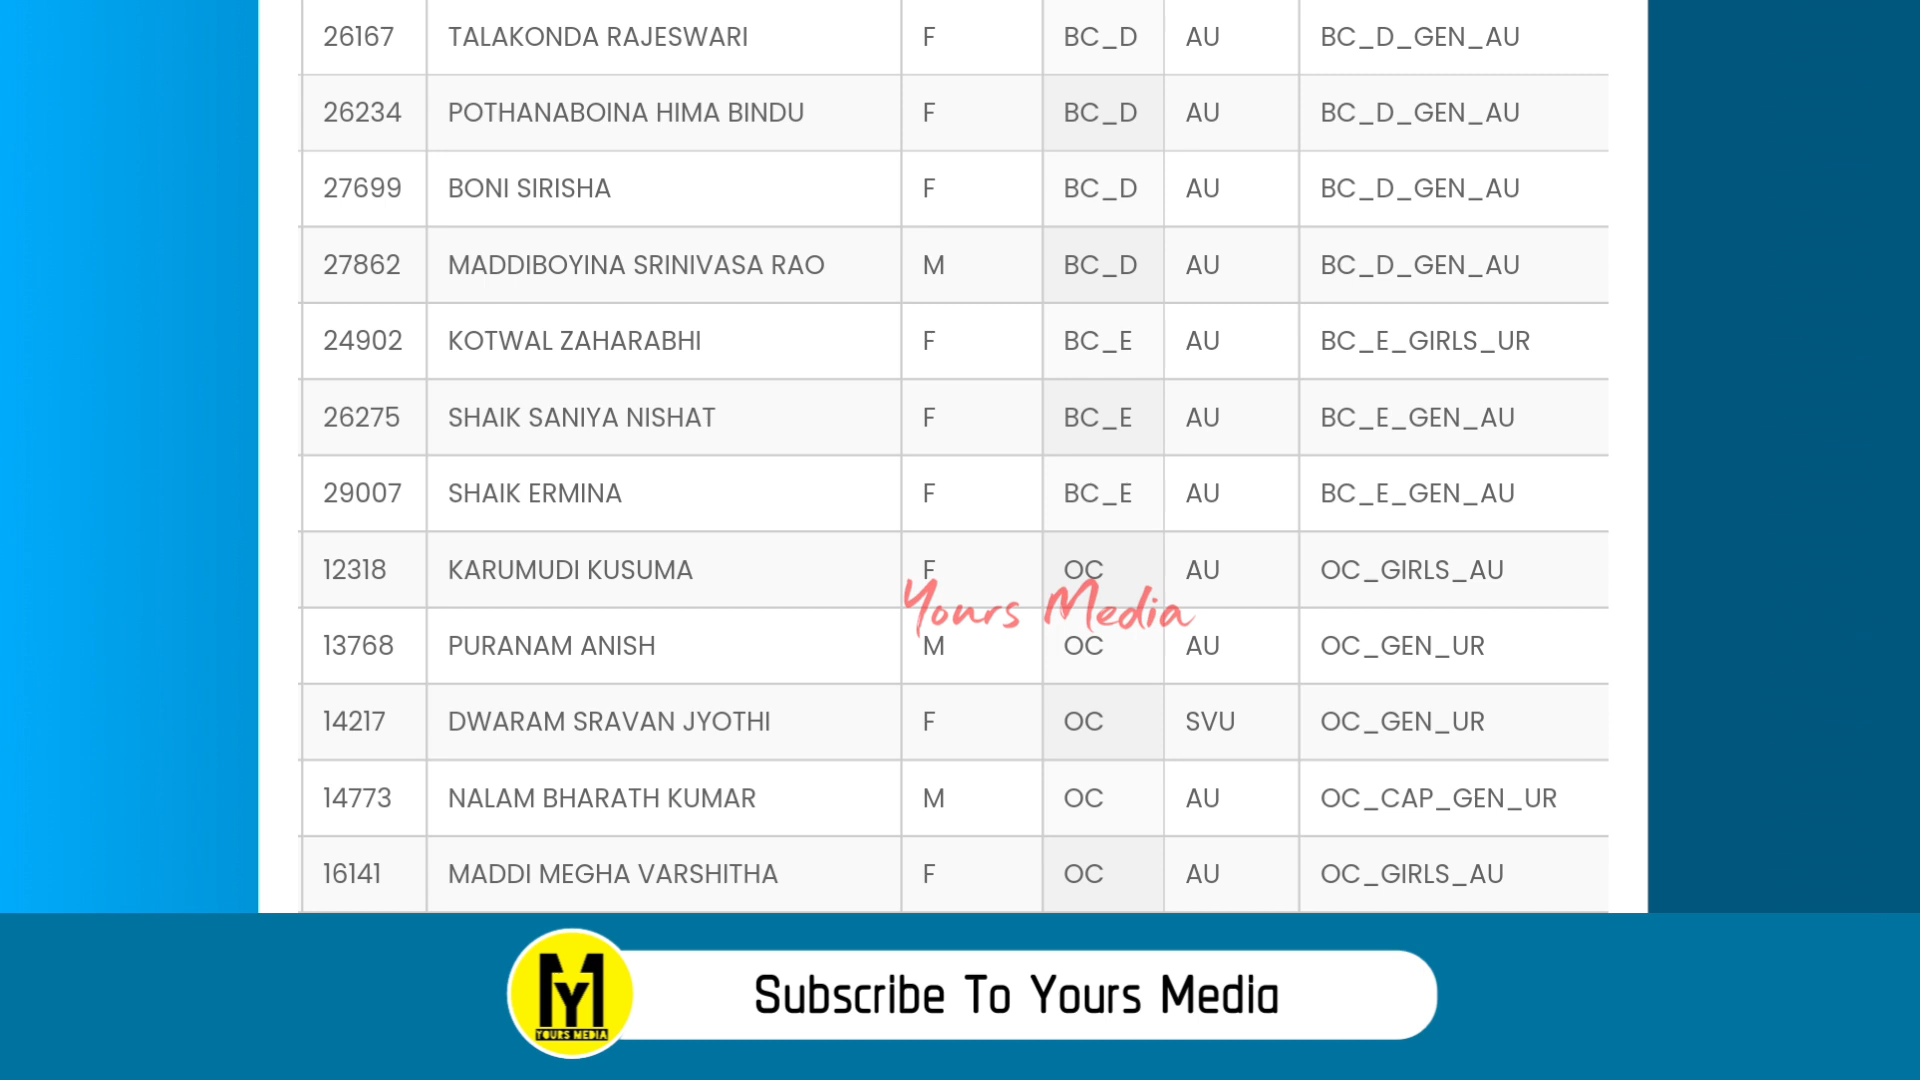 26167 TALAKONDA RAJESWARI F BC_D AU BC_D_GEN_AU
26234 POTHANABOINA HIMA BINDU F BC_D AU BC_D_GEN_AU
27699 BONI SIRISHA F BC_D AU BC_D_GEN_AU
27862 MADDIBOYINA SRINIVASA RAO M BC_D AU BC_D_GEN_AU
24902 KOTWAL ZAHARABHI F BC_E AU BC_E_GIRLS_UR
26275 SHAIK SANIYA NISHAT F BC_E AU BC_E_GEN_AU
29007 SHAIK ERMINA F BC_E AU BC_E_GEN_AU
12318 KARUMUDI KUSUMA F OC AU OC_GIRLS_AU
Yours Media
13768 PURANAM ANISH M OC AU OC_GEN_UR
14217 DWARAM SRAVAN JYOTHI F OC SVU OC_GEN_UR
14773 NALAM BHARATH KUMAR M OC AU OC_CAP_GEN_UR
16141 MADDI MEGHA VARSHITHA F OC AU OC_GIRLS_AU
MY
YOURS MEDIA
Subscribe To Yours Media